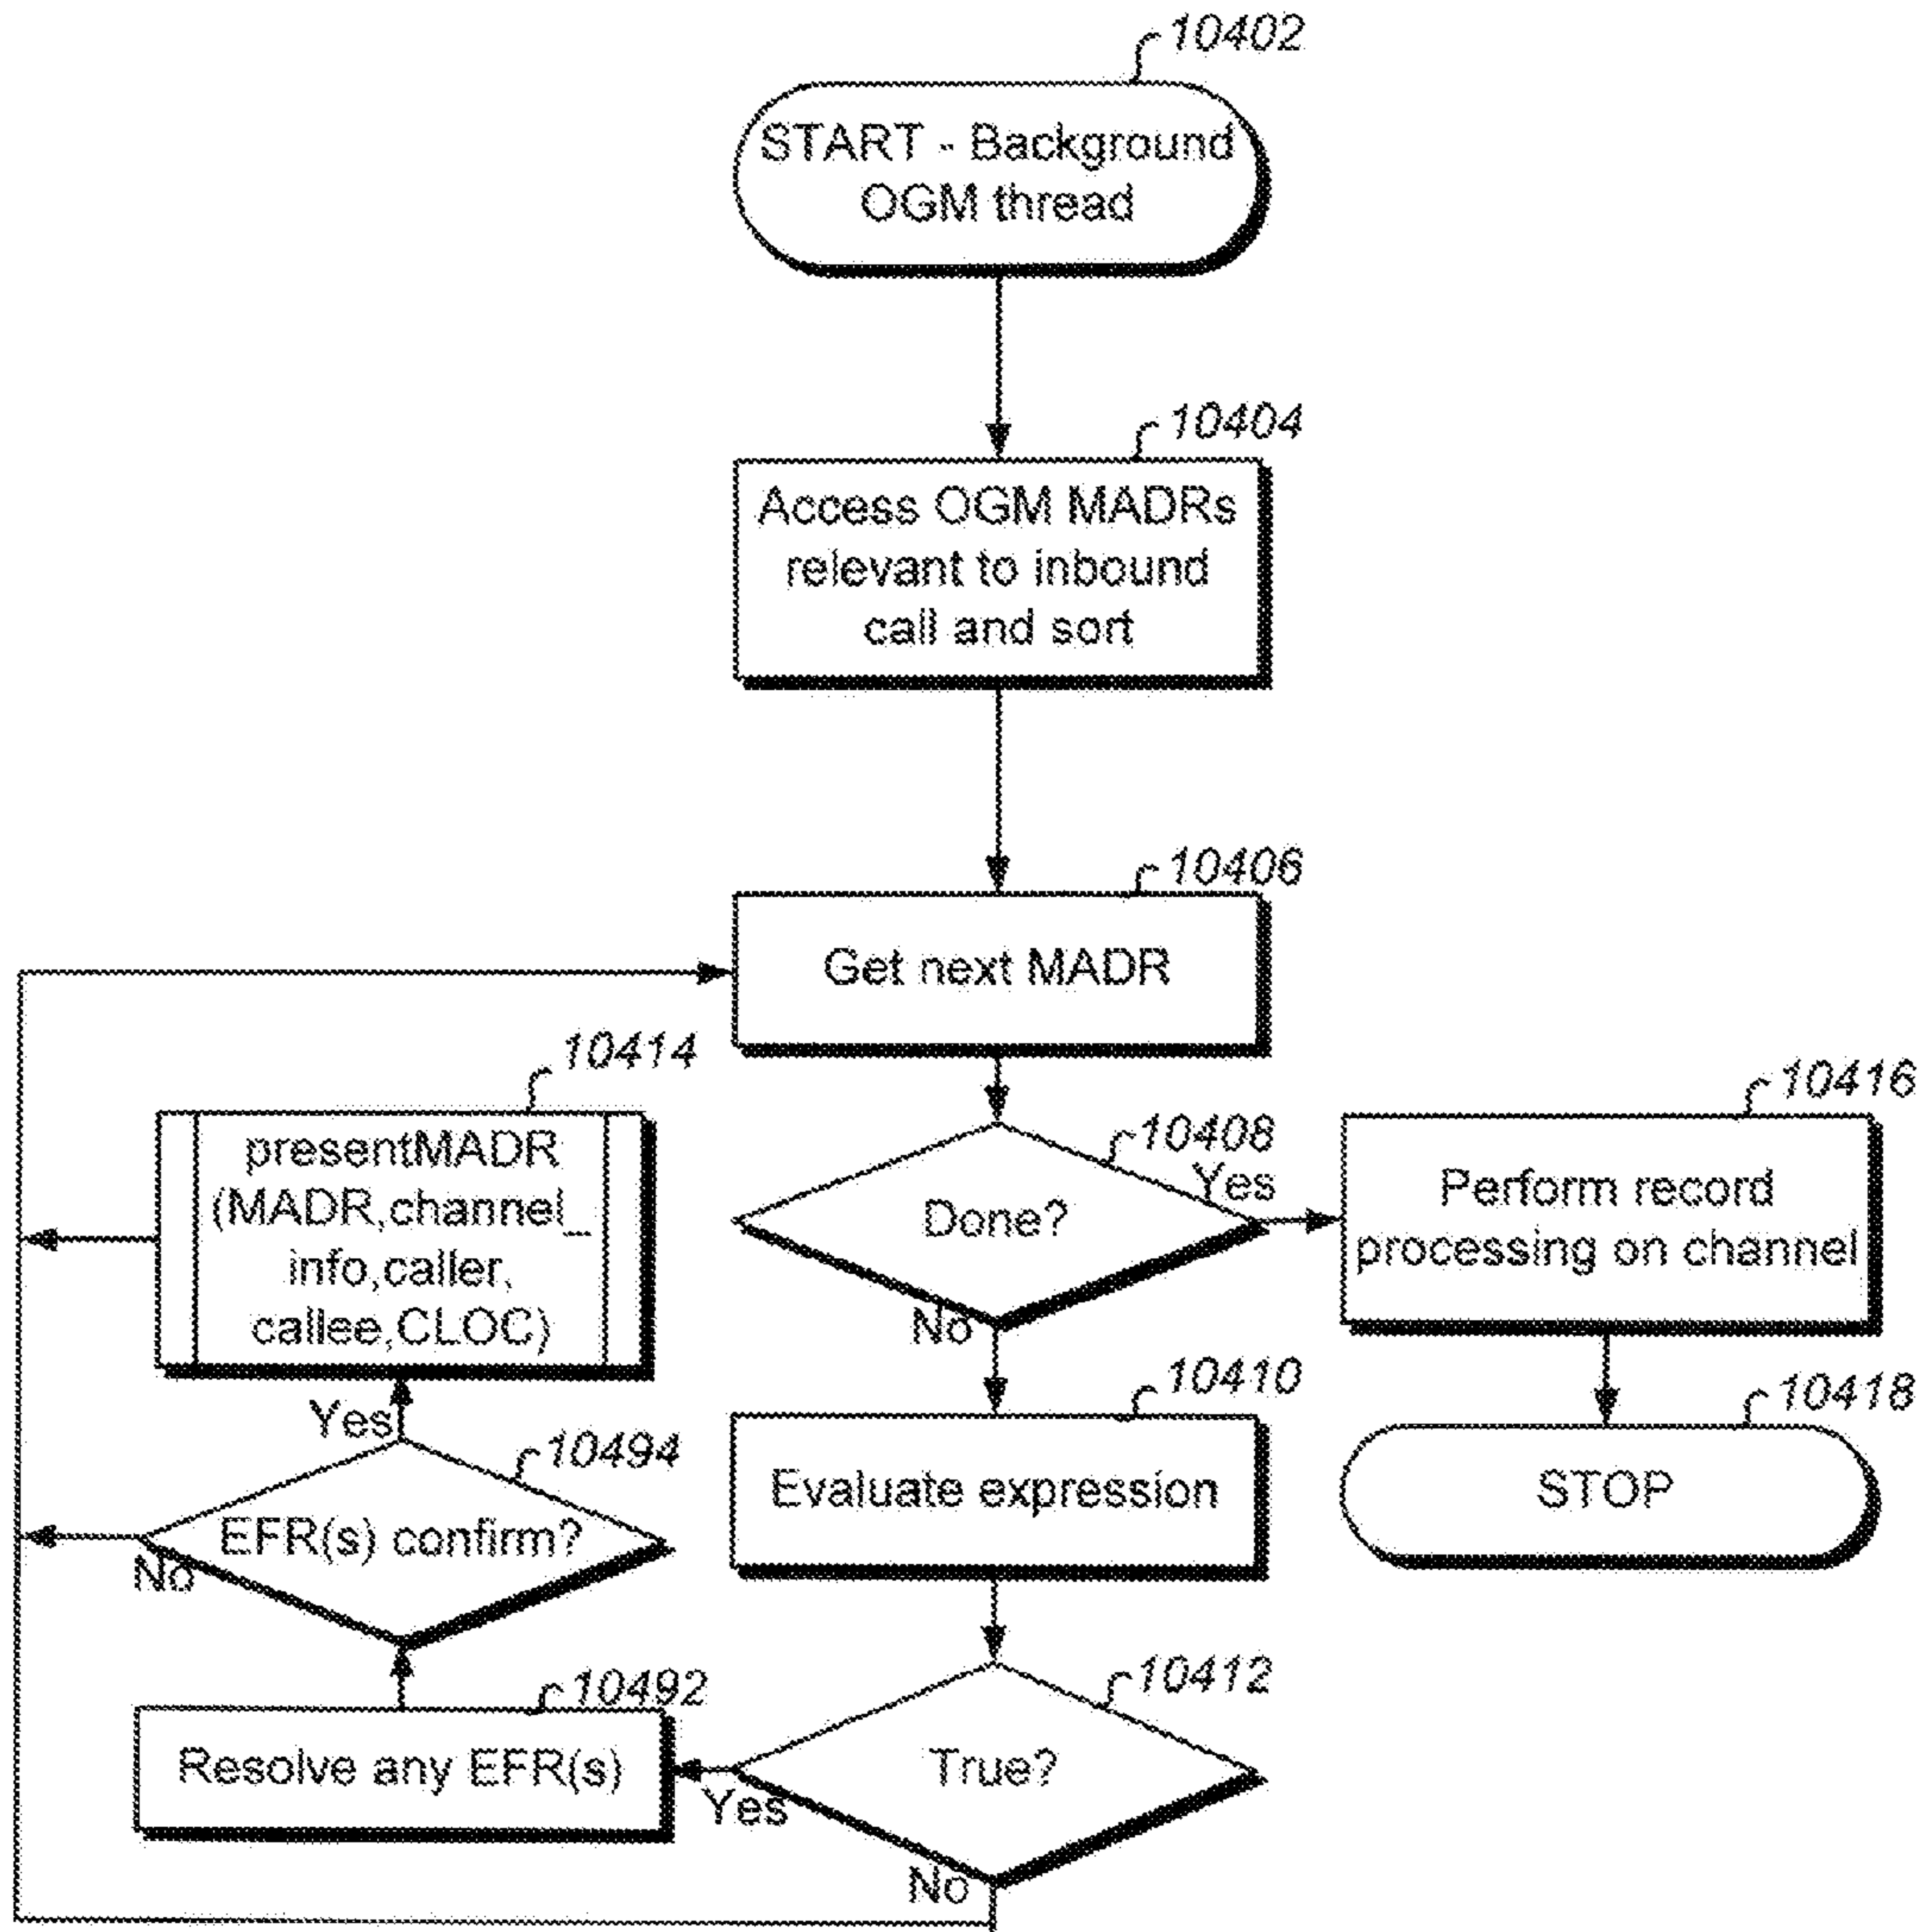 10402
START - Background
OGM thread
10404
Access OGM MADRs
relevant to inbound
call and sort
10406
Get next MADR
10414
presentMADR
(MADR,channel_
info,caller,
callee,CLOC)
10408
Done?
Yes
No
10416
Perform record
processing on channel
10410
Evaluate expression
10418
STOP
Yes
10494
EFR(s) confirm?
No
10492
Resolve any EFR(s)
10412
True?
Yes
No